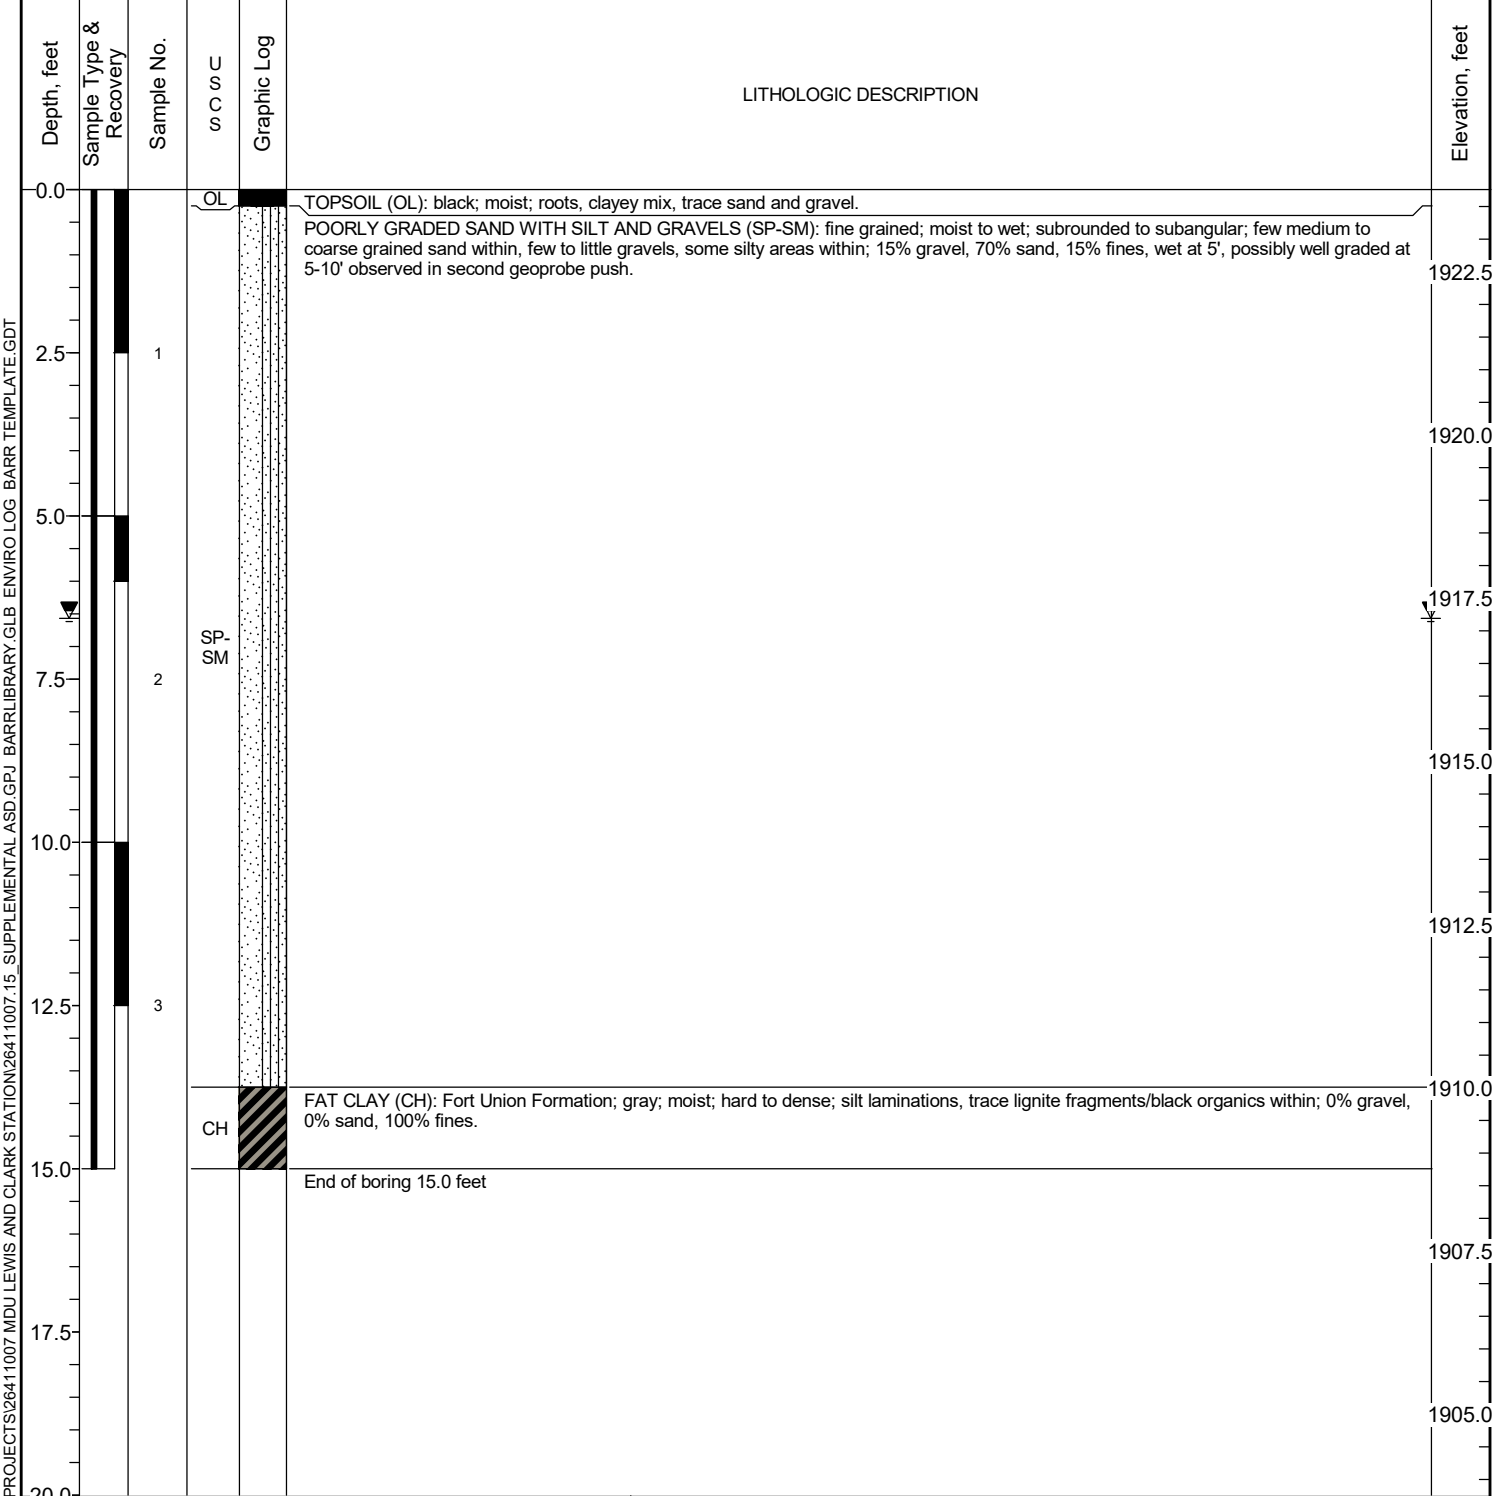 Depth, feet
Sample Type &
Recovery
Sample No.
U
S
C
S
Graphic Log
LITHOLOGIC DESCRIPTION
Elevation, feet
0.0
OL
TOPSOIL (OL): black; moist; roots, clayey mix, trace sand and gravel.
POORLY GRADED SAND WITH SILT AND GRAVELS (SP-SM): fine grained; moist to wet; subrounded to subangular; few medium to
coarse grained sand within, few to little gravels, some silty areas within; 15% gravel, 70% sand, 15% fines, wet at 5', possibly well graded at
5-10' observed in second geoprobe push.
1922.5
2.5
1
1920.0
5.0
1917.5
SP-
SM
7.5
2
1915.0
10.0
1912.5
12.5
3
1910.0
FAT CLAY (CH): Fort Union Formation; gray; moist; hard to dense; silt laminations, trace lignite fragments/black organics within; 0% gravel,
0% sand, 100% fines.
CH
15.0
End of boring 15.0 feet
1907.5
17.5
1905.0
20.0
PROJECTS\26411007 MDU LEWIS AND CLARK STATION\26411007.15_SUPPLEMENTAL ASD.GPJ BARRLIBRARY.GLB ENVIRO LOG BARR TEMPLATE.GDT